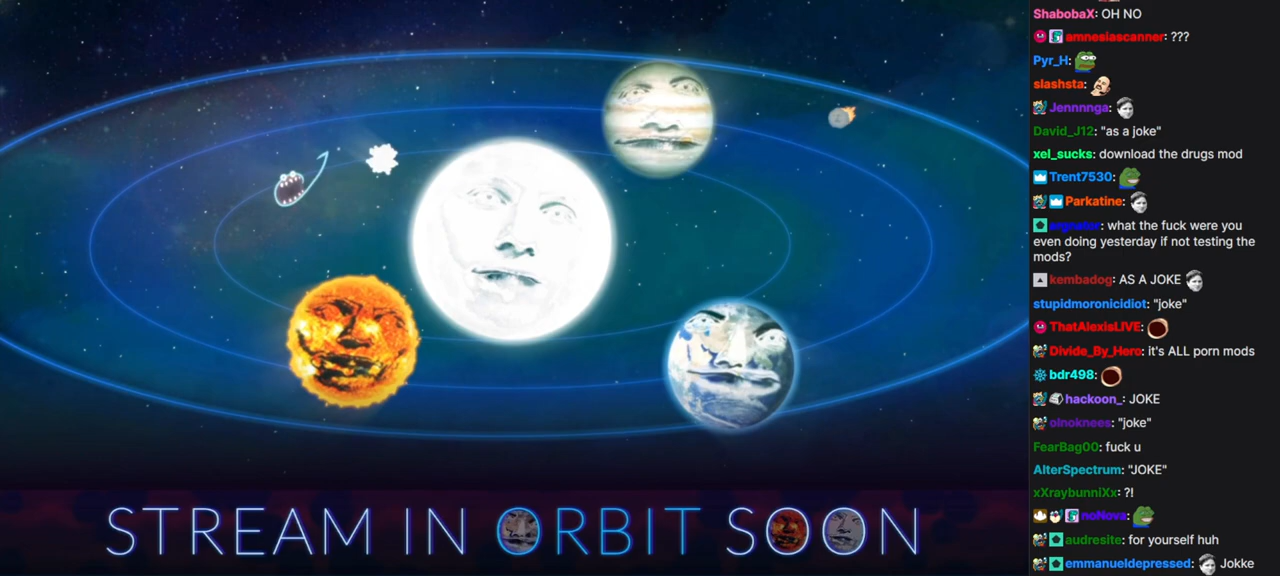 ShabobaX: OH NO
amnesiascanner: ???
Pyr_H:
slashsta:
Jennnnga:
David_J12: "as a joke"
xel_sucks: download the drugs mod
Trent7530:
Parkatine:
what the fuck were you
even doing yesterday if not testing the
mods?
kembadog: AS A JOKE
stupidmoronicidiot: "joke"
ThatAlexisLIVE:
Divide_By_Hero: it's ALL porn mods
bdr498:
hackoon_: JOKE
olnoknees: "joke"
FearBag00: fuck u
AlterSpectrum: "JOKE"
xXraybunniXx: ?!
noNova:
audresite: for yourself huh
emmanueldepressed: Jokke
STREAM IN ORBIT SOON